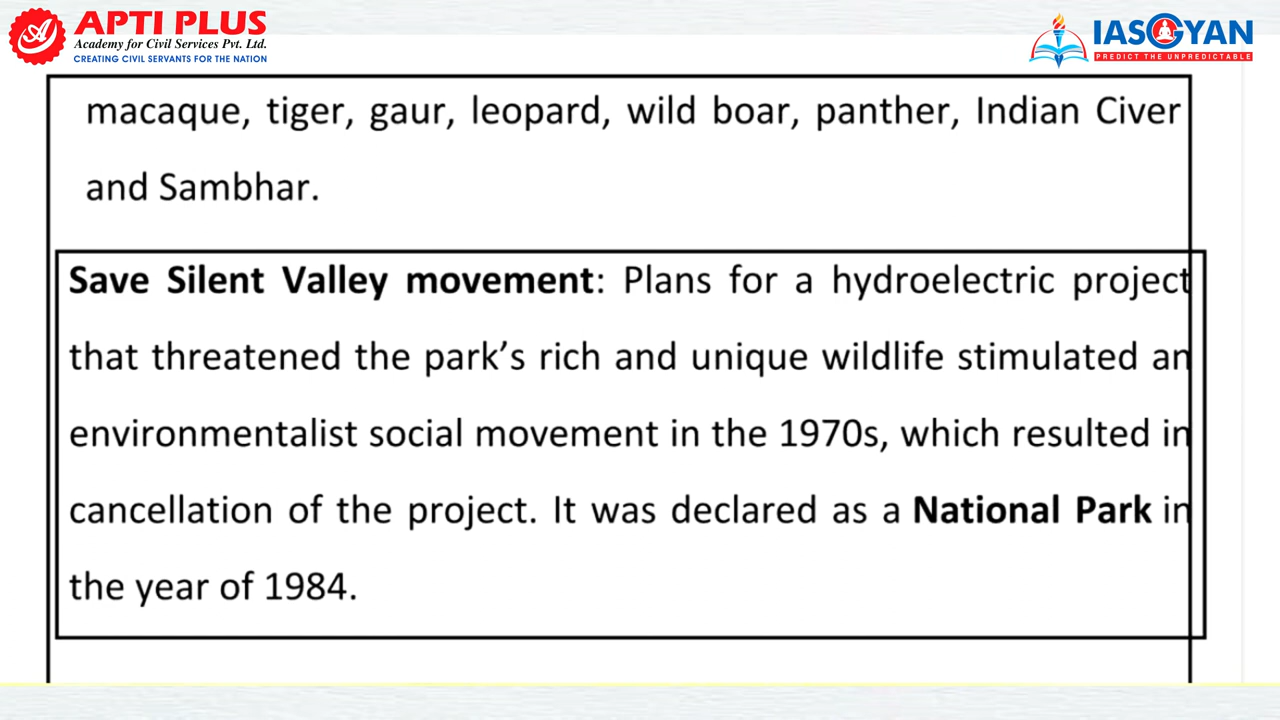 APTI PLUS
Academy for Civil Services Pvt. Ltd.
CREATING CIVIL SERVANTS FOR THE NATION
IASGYAN
PREDICT THE UNPREDICTABLE
macaque, tiger, gaur, leopard, wild boar, panther, Indian Civer
and Sambhar.
Save Silent Valley movement: Plans for a hydroelectric project
that threatened the park’s rich and unique wildlife stimulated an
environmentalist social movement in the 1970s, which resulted in
cancellation of the project. It was declared as a National Park in
the year of 1984.